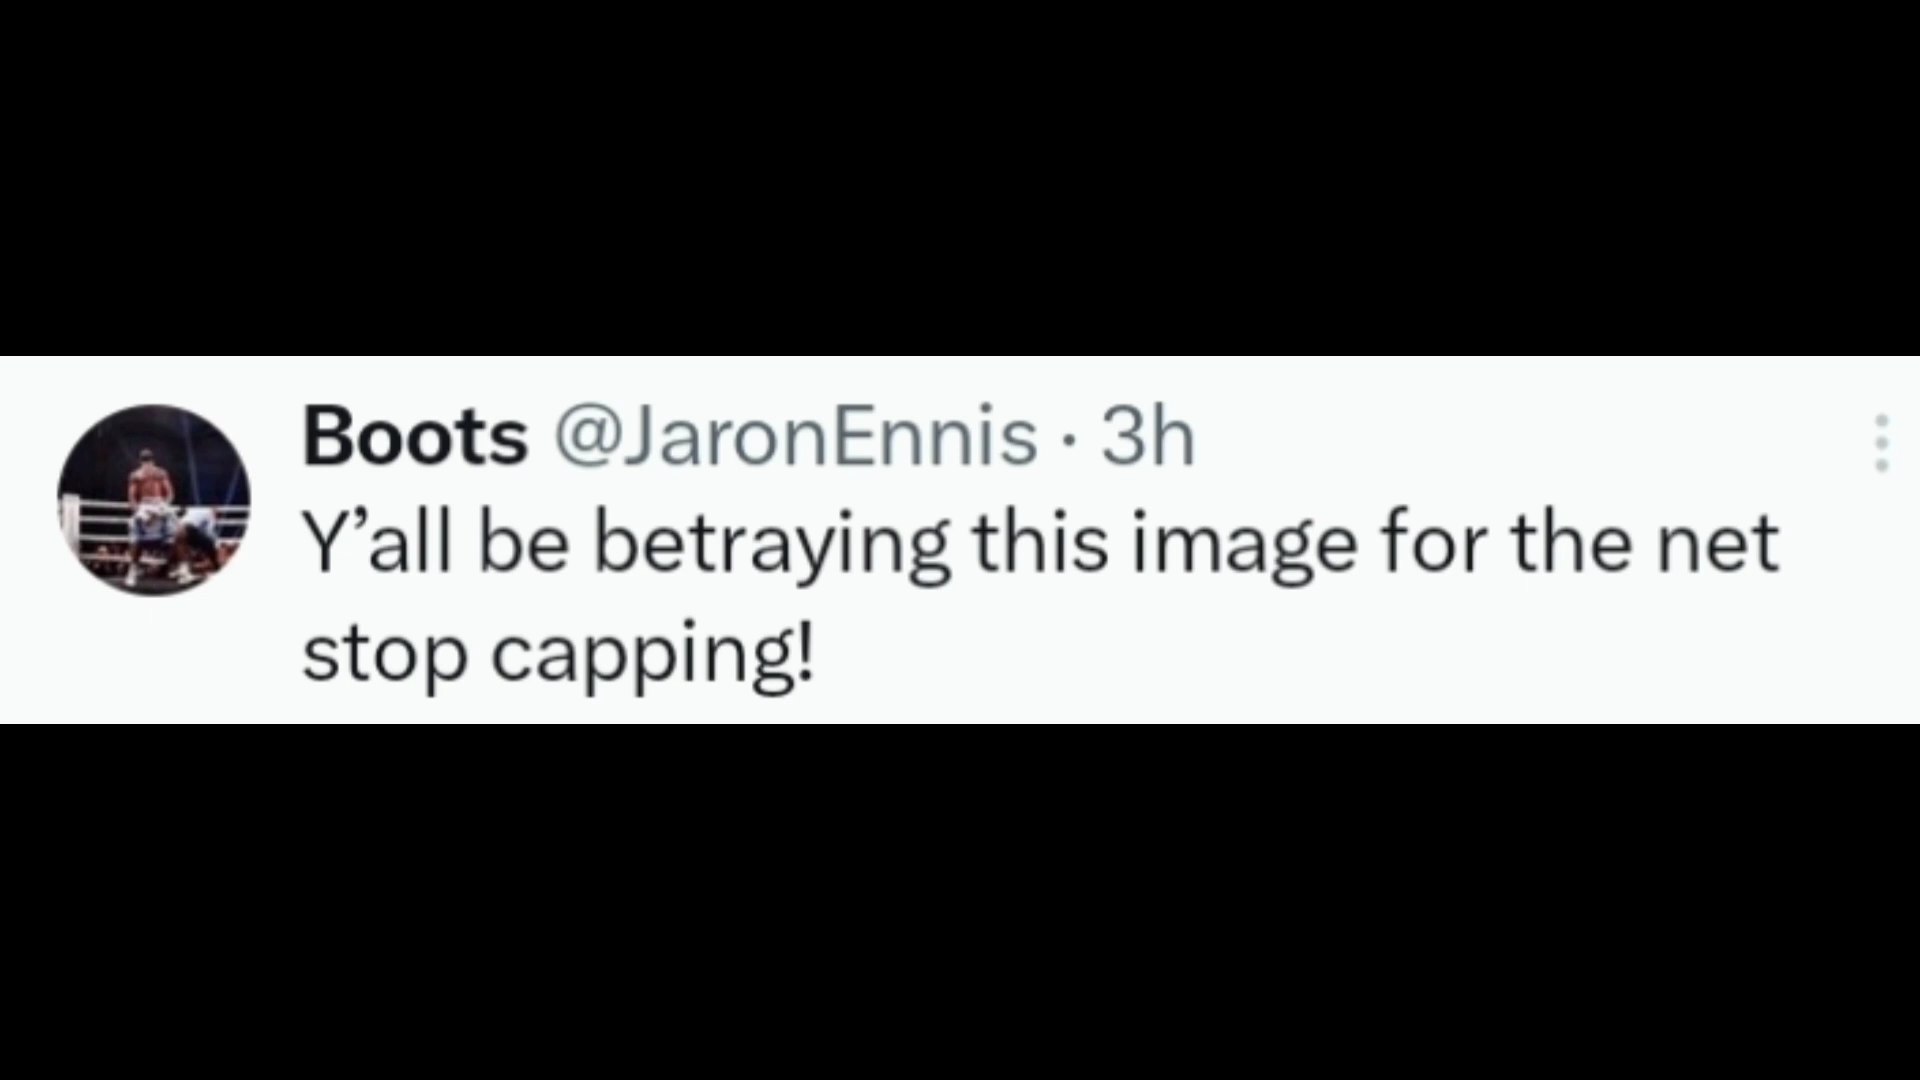 Boots @JaronEnnis · 3h
Y’all be betraying this image for the net
stop capping!